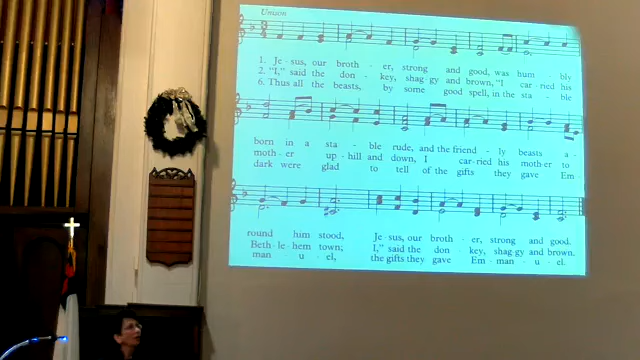 Unison
1. Je - sus, our broth - er, strong and good, was hum - bly
2. "I," said the don - key, shag - gy and brown, "I car - ried his
6. Thus all the beasts, by some good spell, in the sta - ble
born in a sta - ble rude, and the friend - ly beasts a -
moth - er up - hill and down, I car - ried his moth - er to
dark were glad to tell of the gifts they gave Em -
round him stood, Je - sus, our broth - er, strong and good.
Beth - le - hem town; I," said the don - key, shag - gy and brown.
man - u - el, the gifts they gave Em - man - u - el.